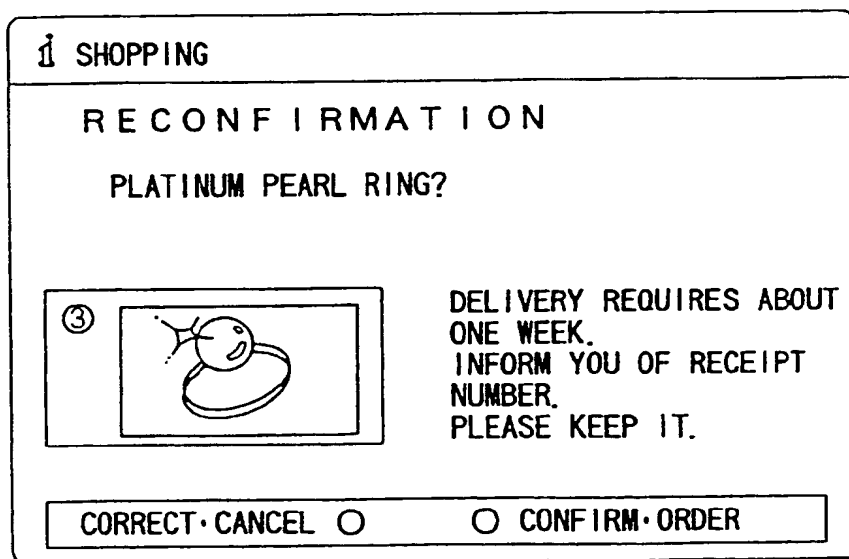 i SHOPPING
RECONFIRMATION
PLATINUM PEARL RING?
③
DELIVERY REQUIRES ABOUT
ONE WEEK.
INFORM YOU OF RECEIPT
NUMBER.
PLEASE KEEP IT.
CORRECT·CANCEL ○ ○ CONFIRM·ORDER